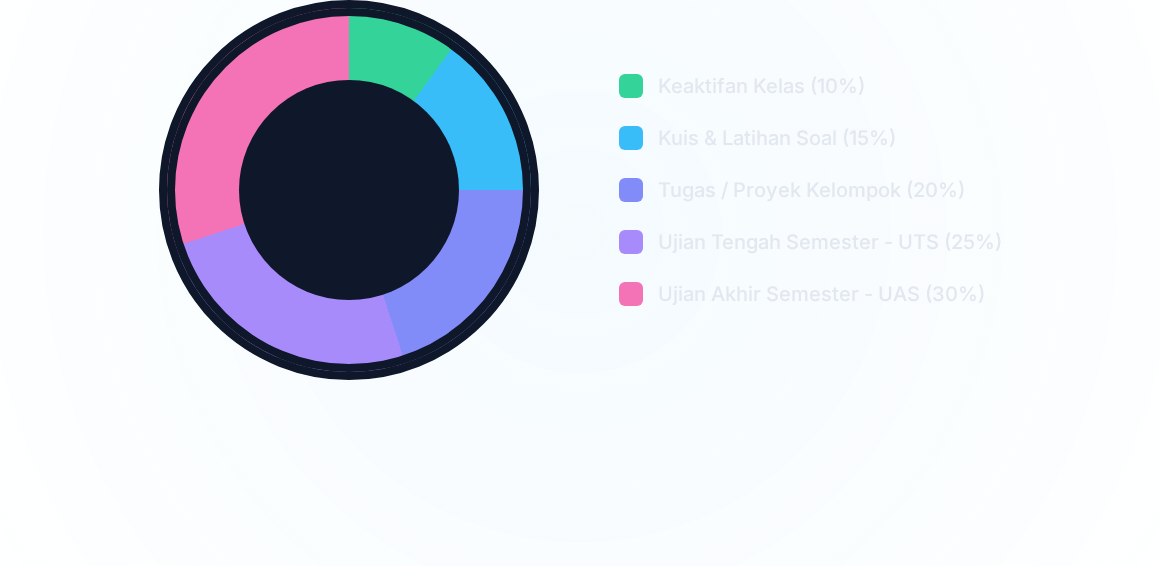 Keaktifan Kelas (10%)
Kuis & Latihan Soal (15%)
Tugas / Proyek Kelompok (20%)
Ujian Tengah Semester - UTS (25%)
Ujian Akhir Semester - UAS (30%)